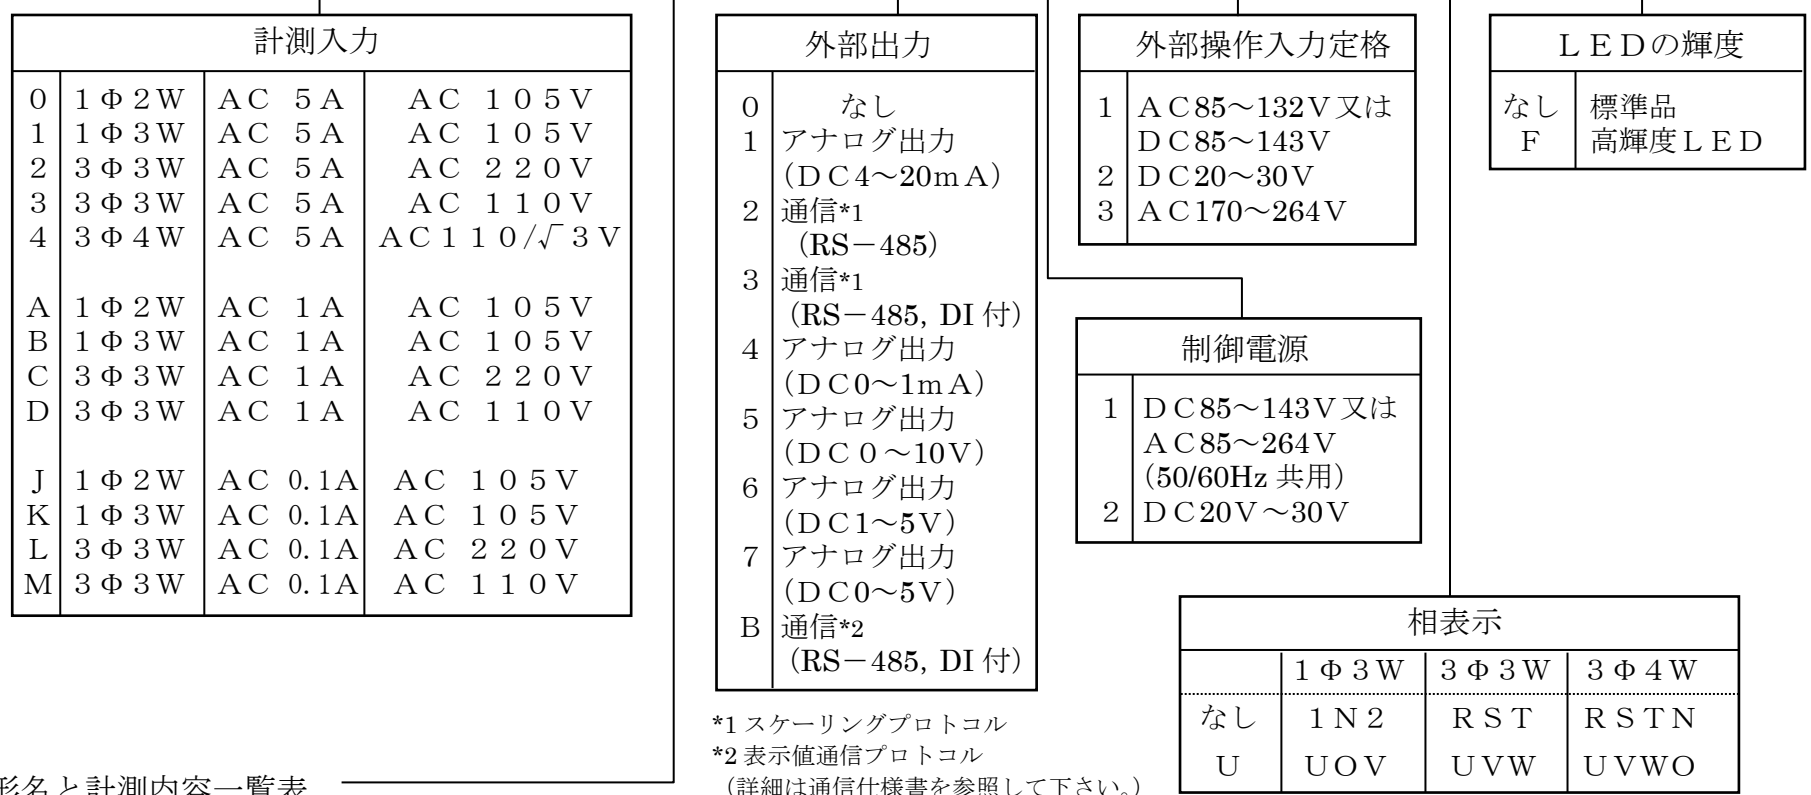 計測入力
0 1Φ2W AC 5A AC 105V
1 1Φ3W AC 5A AC 105V
2 3Φ3W AC 5A AC 220V
3 3Φ3W AC 5A AC 110V
4 3Φ4W AC 5A AC110/√3V
A 1Φ2W AC 1A AC 105V
B 1Φ3W AC 1A AC 105V
C 3Φ3W AC 1A AC 220V
D 3Φ3W AC 1A AC 110V
J 1Φ2W AC 0.1A AC 105V
K 1Φ3W AC 0.1A AC 105V
L 3Φ3W AC 0.1A AC 220V
M 3Φ3W AC 0.1A AC 110V
外部出力
0 なし
1 アナログ出力
(DC4～20mA)
2 通信*1
(RS－485)
3 通信*1
(RS－485, DI 付)
4 アナログ出力
(DC0～1mA)
5 アナログ出力
(DC0～10V)
6 アナログ出力
(DC1～5V)
7 アナログ出力
(DC0～5V)
B 通信*2
(RS－485, DI 付)
*1 スケーリングプロトコル
*2 表示値通信プロトコル
(詳細は通信仕様書を参照して下さい。)
外部操作入力定格
1 AC85～132V又は
DC85～143V
2 DC20～30V
3 AC170～264V
制御電源
1 DC85～143V又は
AC85～264V
(50/60Hz 共用)
2 DC20V～30V
LEDの輝度
なし 標準品
F 高輝度LED
相表示
1Φ3W 3Φ3W 3Φ4W
なし 1N2 RST RSTN
U UOV UVW UVWO
形名と計測内容一覧表